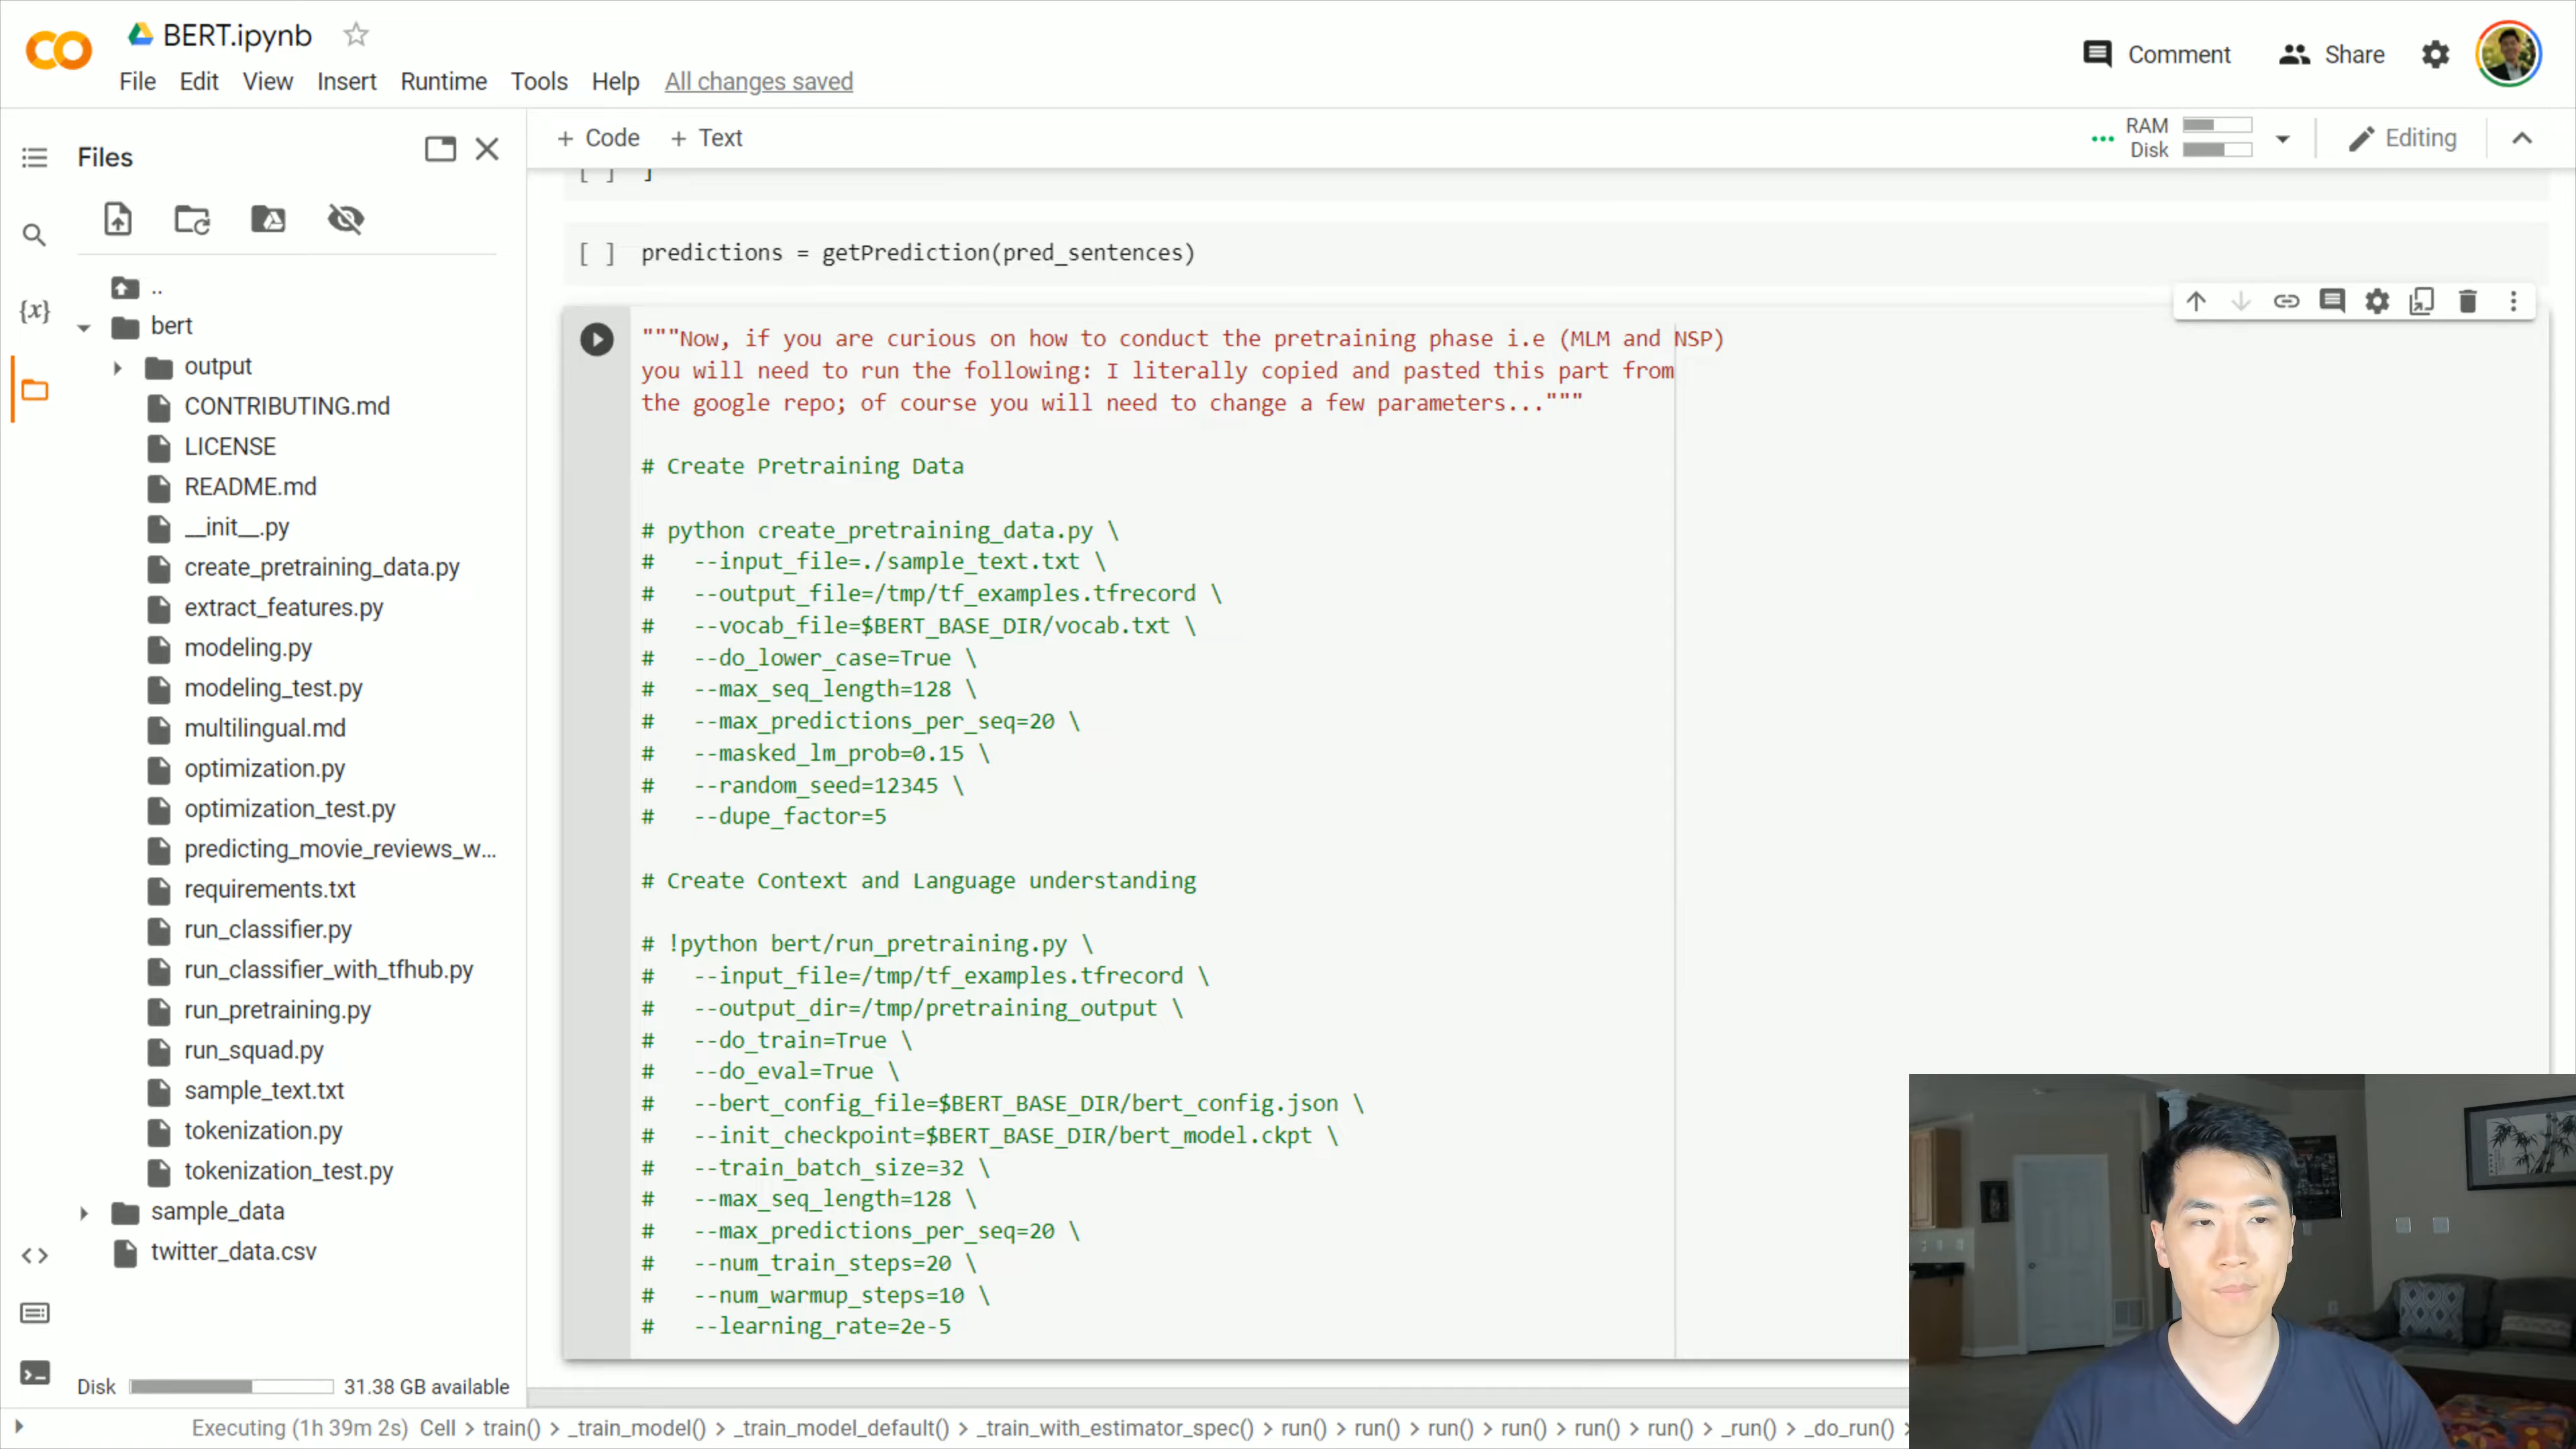 BERT.ipynb
File Edit View Insert Runtime Tools Help All changes saved
Comment Share
Files
+ Code + Text
RAM
Disk
Editing
[ ] ]
[ ] predictions = getPrediction(pred_sentences)
..
bert
output
CONTRIBUTING.md
LICENSE
README.md
__init__.py
create_pretraining_data.py
extract_features.py
modeling.py
modeling_test.py
multilingual.md
optimization.py
optimization_test.py
predicting_movie_reviews_w...
requirements.txt
run_classifier.py
run_classifier_with_tfhub.py
run_pretraining.py
run_squad.py
sample_text.txt
tokenization.py
tokenization_test.py
sample_data
twitter_data.csv
Disk 31.38 GB available
"""Now, if you are curious on how to conduct the pretraining phase i.e (MLM and NSP)
you will need to run the following: I literally copied and pasted this part from
the google repo; of course you will need to change a few parameters..."""
# Create Pretraining Data
# python create_pretraining_data.py \
# --input_file=./sample_text.txt \
# --output_file=/tmp/tf_examples.tfrecord \
# --vocab_file=$BERT_BASE_DIR/vocab.txt \
# --do_lower_case=True \
# --max_seq_length=128 \
# --max_predictions_per_seq=20 \
# --masked_lm_prob=0.15 \
# --random_seed=12345 \
# --dupe_factor=5
# Create Context and Language understanding
# !python bert/run_pretraining.py \
# --input_file=/tmp/tf_examples.tfrecord \
# --output_dir=/tmp/pretraining_output \
# --do_train=True \
# --do_eval=True \
# --bert_config_file=$BERT_BASE_DIR/bert_config.json \
# --init_checkpoint=$BERT_BASE_DIR/bert_model.ckpt \
# --train_batch_size=32 \
# --max_seq_length=128 \
# --max_predictions_per_seq=20 \
# --num_train_steps=20 \
# --num_warmup_steps=10 \
# --learning_rate=2e-5
Executing (1h 39m 2s) Cell > train() > _train_model() > _train_model_default() > _train_with_estimator_spec() > run() > run() > run() > run() > run() > run() > _run() > _do_run() >